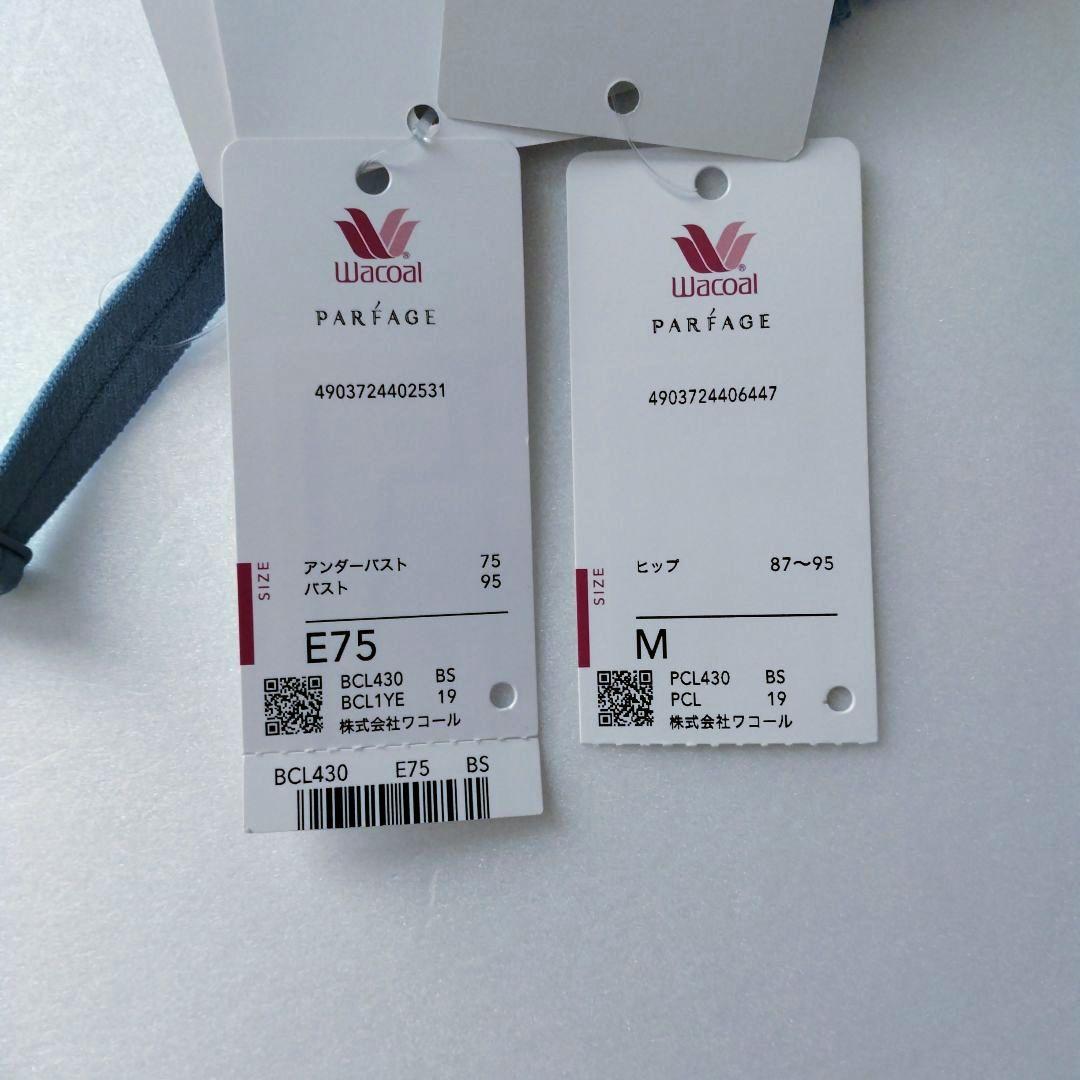 Wacoal
PARFAGE
4903724402531
SIZE
アンダーバスト 75
バスト 95
E75
BCL430 BS
BCL1YE 19
株式会社ワコール
BCL430 E75 BS
Wacoal
PARFAGE
4903724406447
SIZE
ヒップ 87〜95
M
PCL430 BS
PCL 19
株式会社ワコール